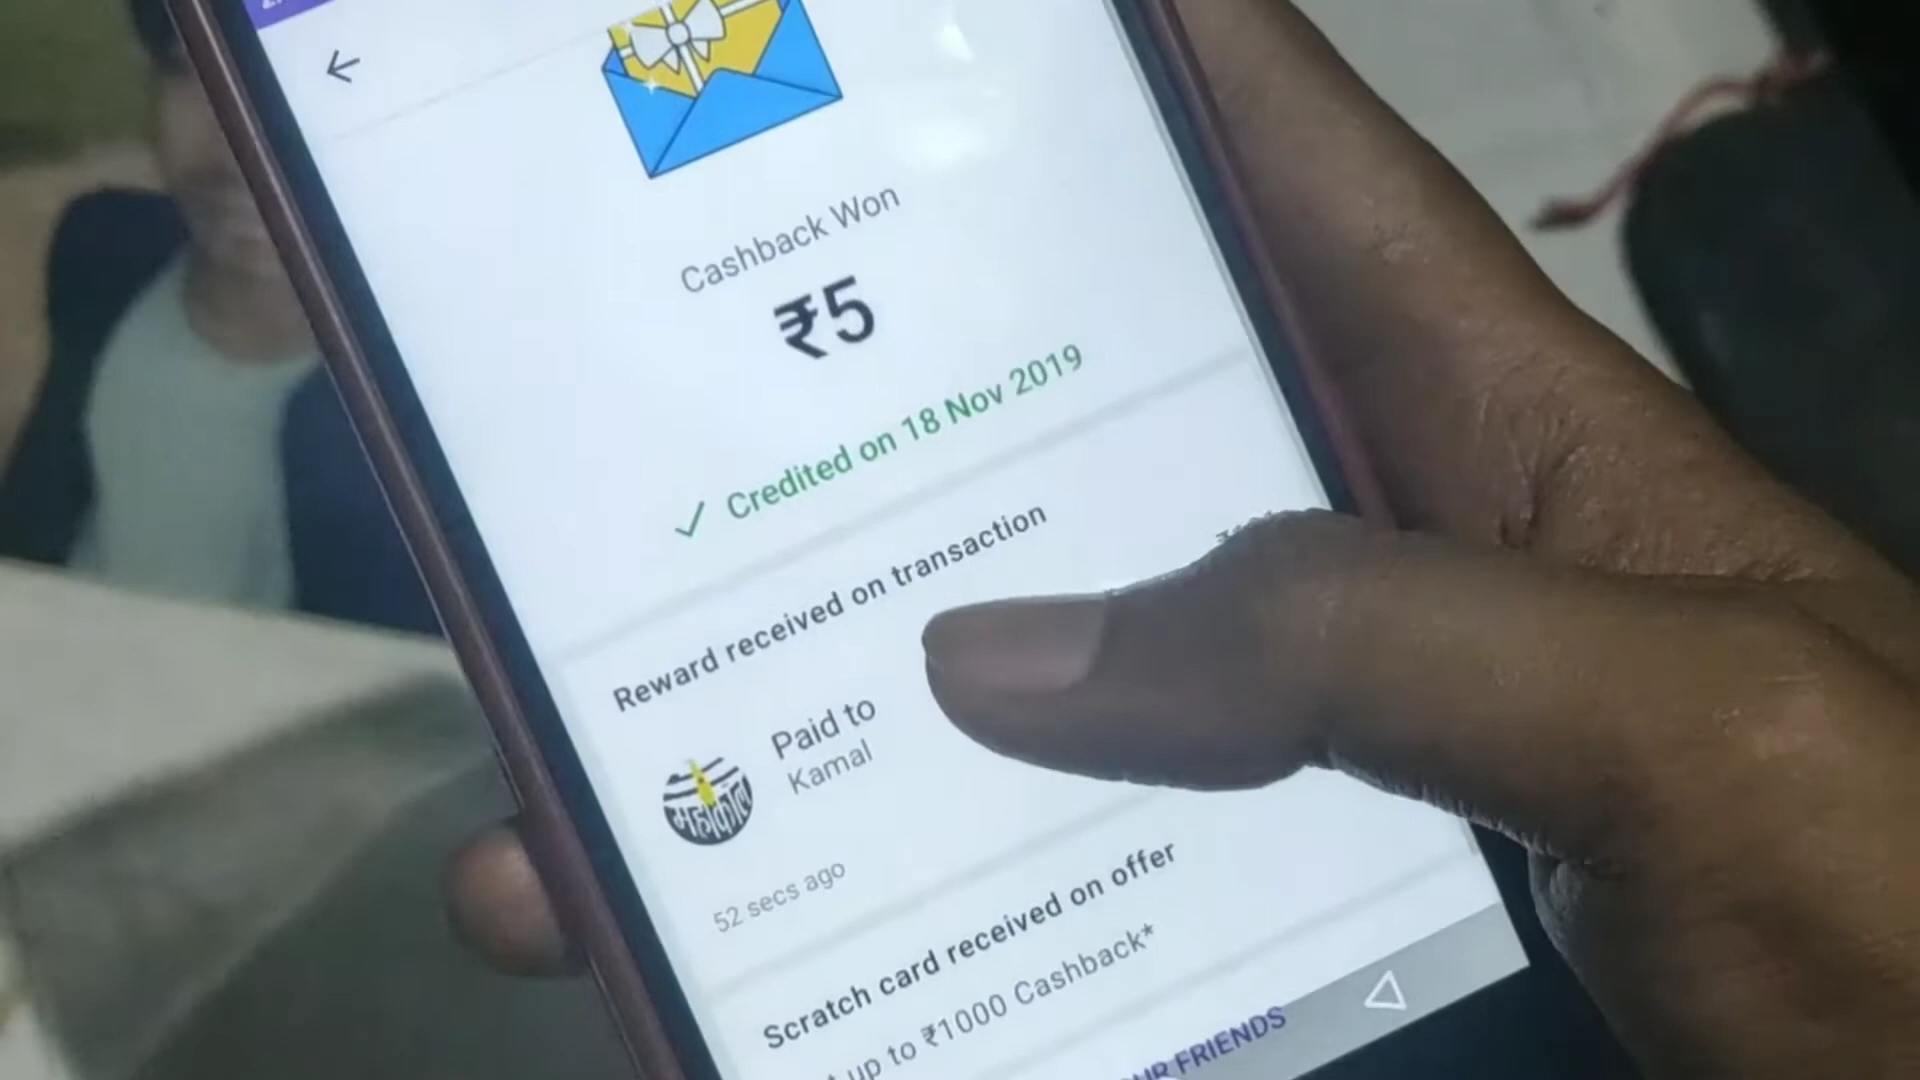 Cashback Won
₹5
Credited on 18 Nov 2019
Reward received on transaction
Paid to
Kamal
महाकाल
52 secs ago
Scratch card received on offer
up to ₹1000 Cashback*
FRIENDS